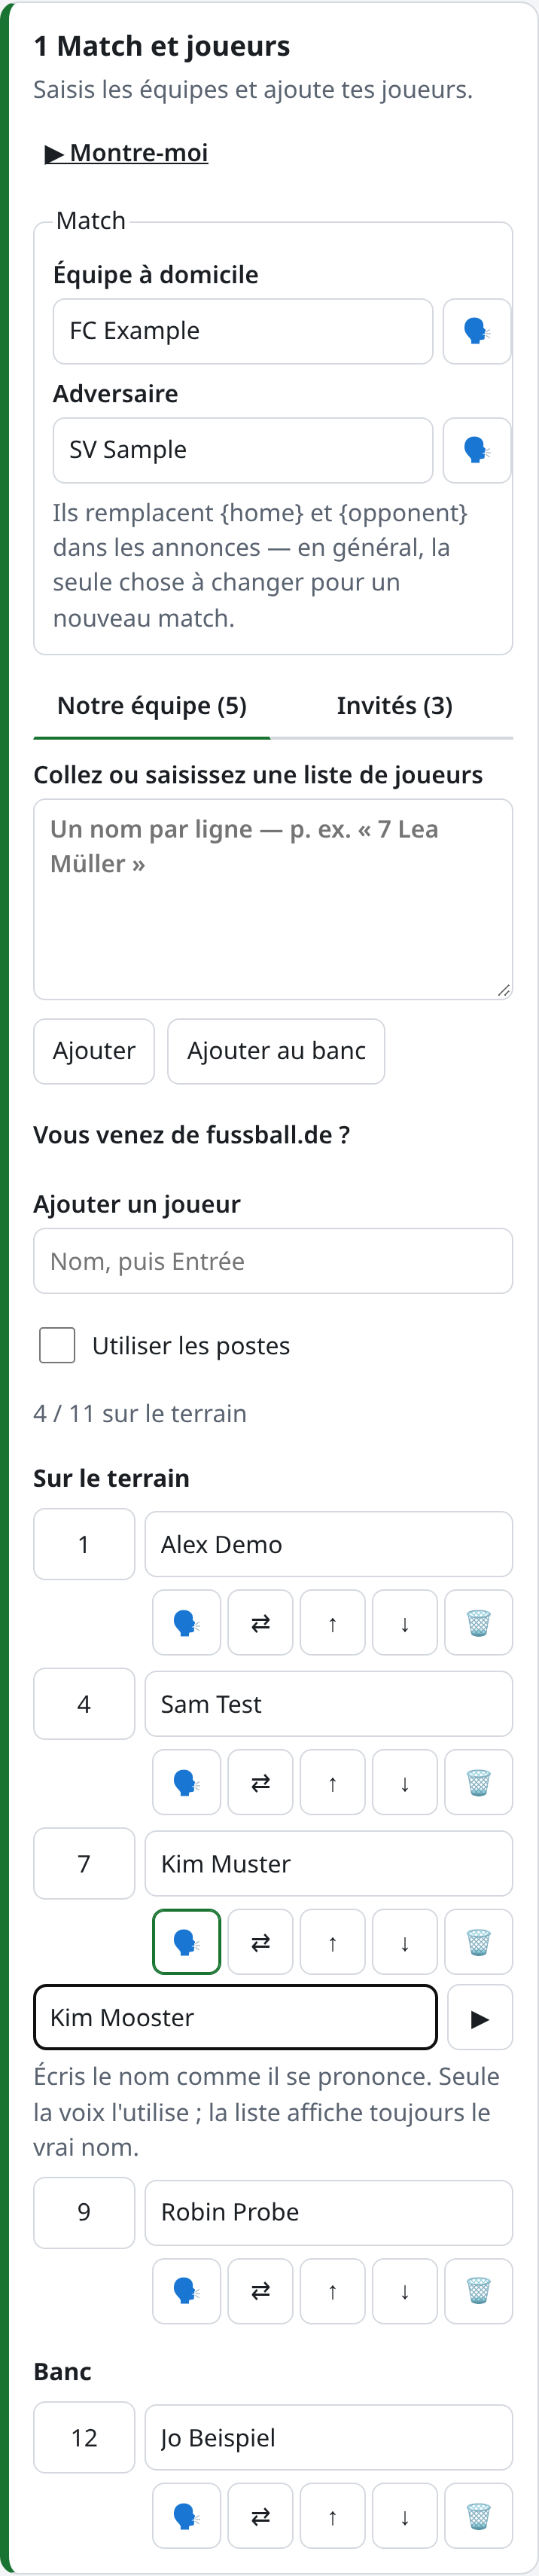 1 Match et joueurs
Saisis les équipes et ajoute tes joueurs.
▶ Montre-moi
Match
Équipe à domicile
FC Example
Adversaire
SV Sample
Ils remplacent {home} et {opponent}
dans les annonces — en général, la
seule chose à changer pour un
nouveau match.
Notre équipe (5) Invités (3)
Collez ou saisissez une liste de joueurs
Un nom par ligne — p. ex. « 7 Lea
Müller »
Ajouter Ajouter au banc
Vous venez de fussball.de ?
Ajouter un joueur
Nom, puis Entrée
Utiliser les postes
4 / 11 sur le terrain
Sur le terrain
1 Alex Demo
⇄ ↑ ↓
4 Sam Test
⇄ ↑ ↓
7 Kim Muster
⇄ ↑ ↓
Kim Mooster ▶
Écris le nom comme il se prononce. Seule
la voix l'utilise ; la liste affiche toujours le
vrai nom.
9 Robin Probe
⇄ ↑ ↓
Banc
12 Jo Beispiel
⇄ ↑ ↓